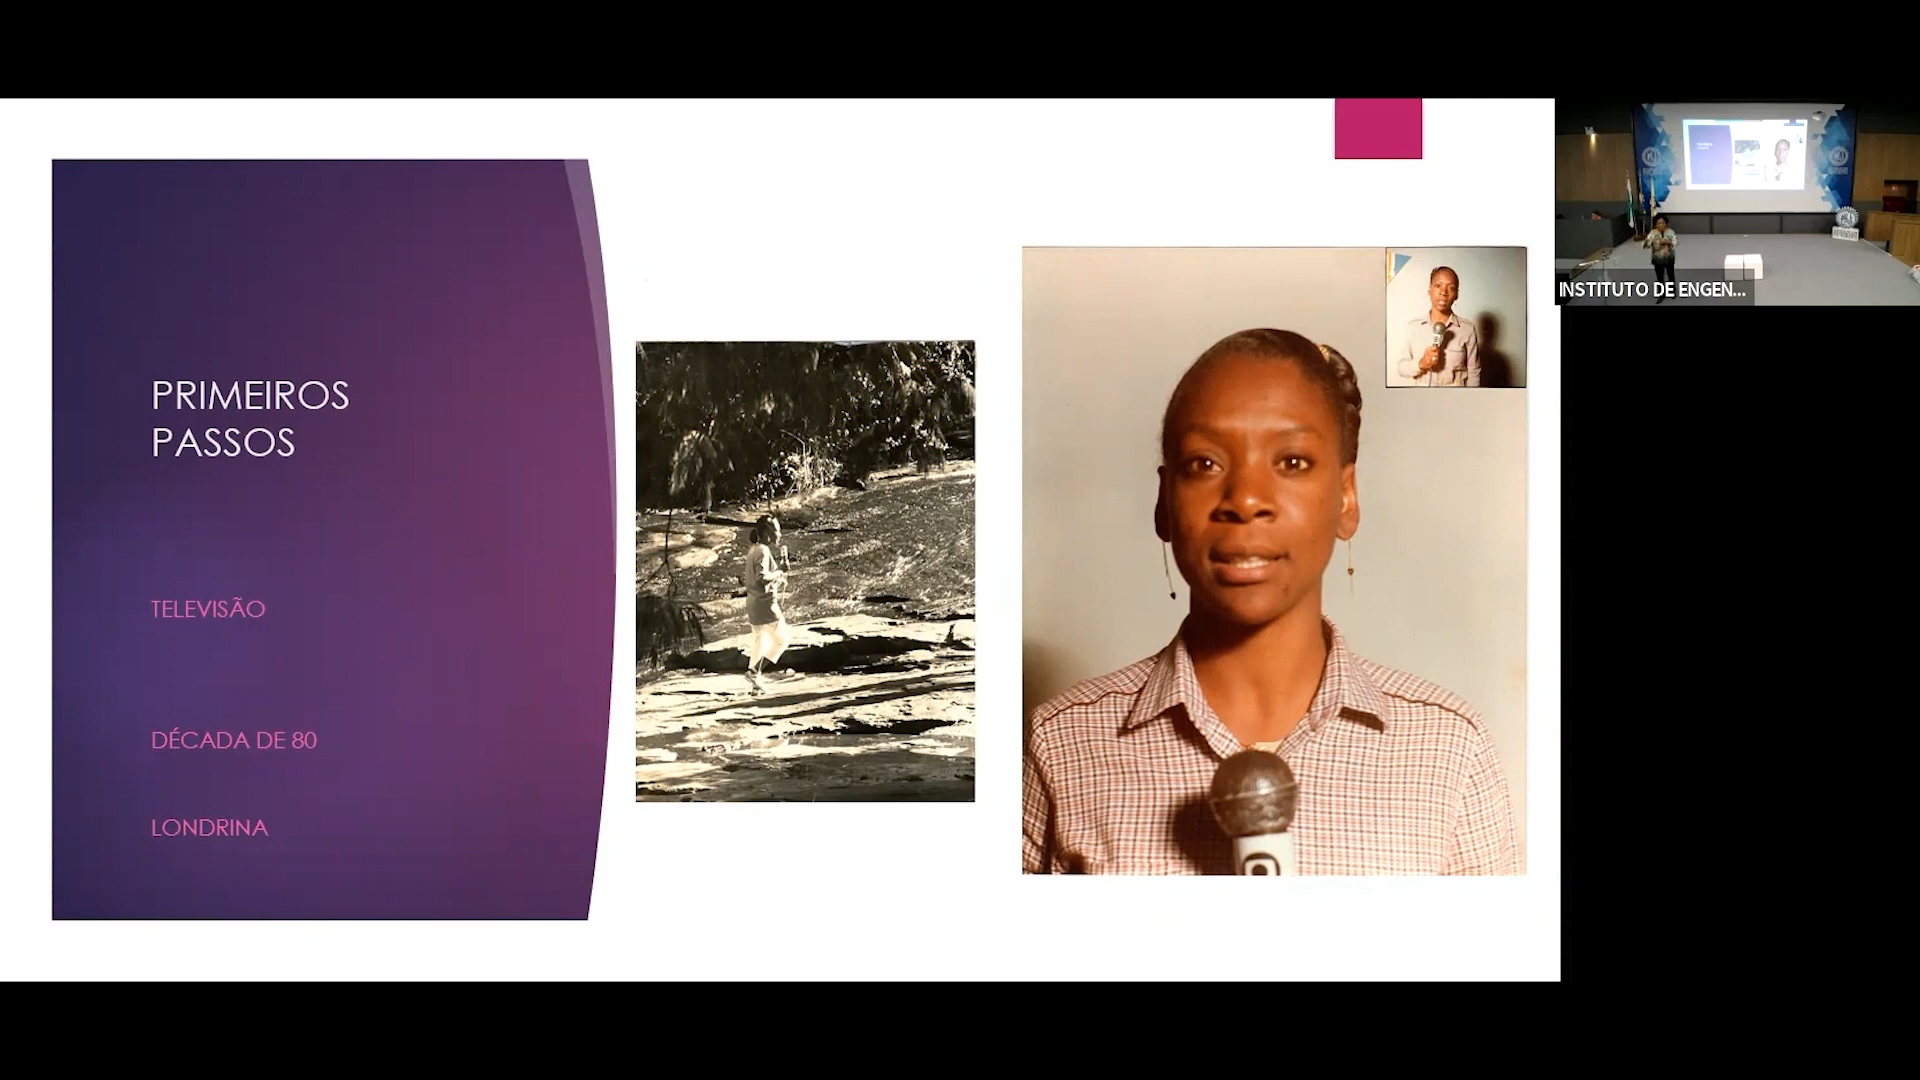 PRIMEIROS
PASSOS
TELEVISÃO
DÉCADA DE 80
LONDRINA
INSTITUTO DE ENGEN...